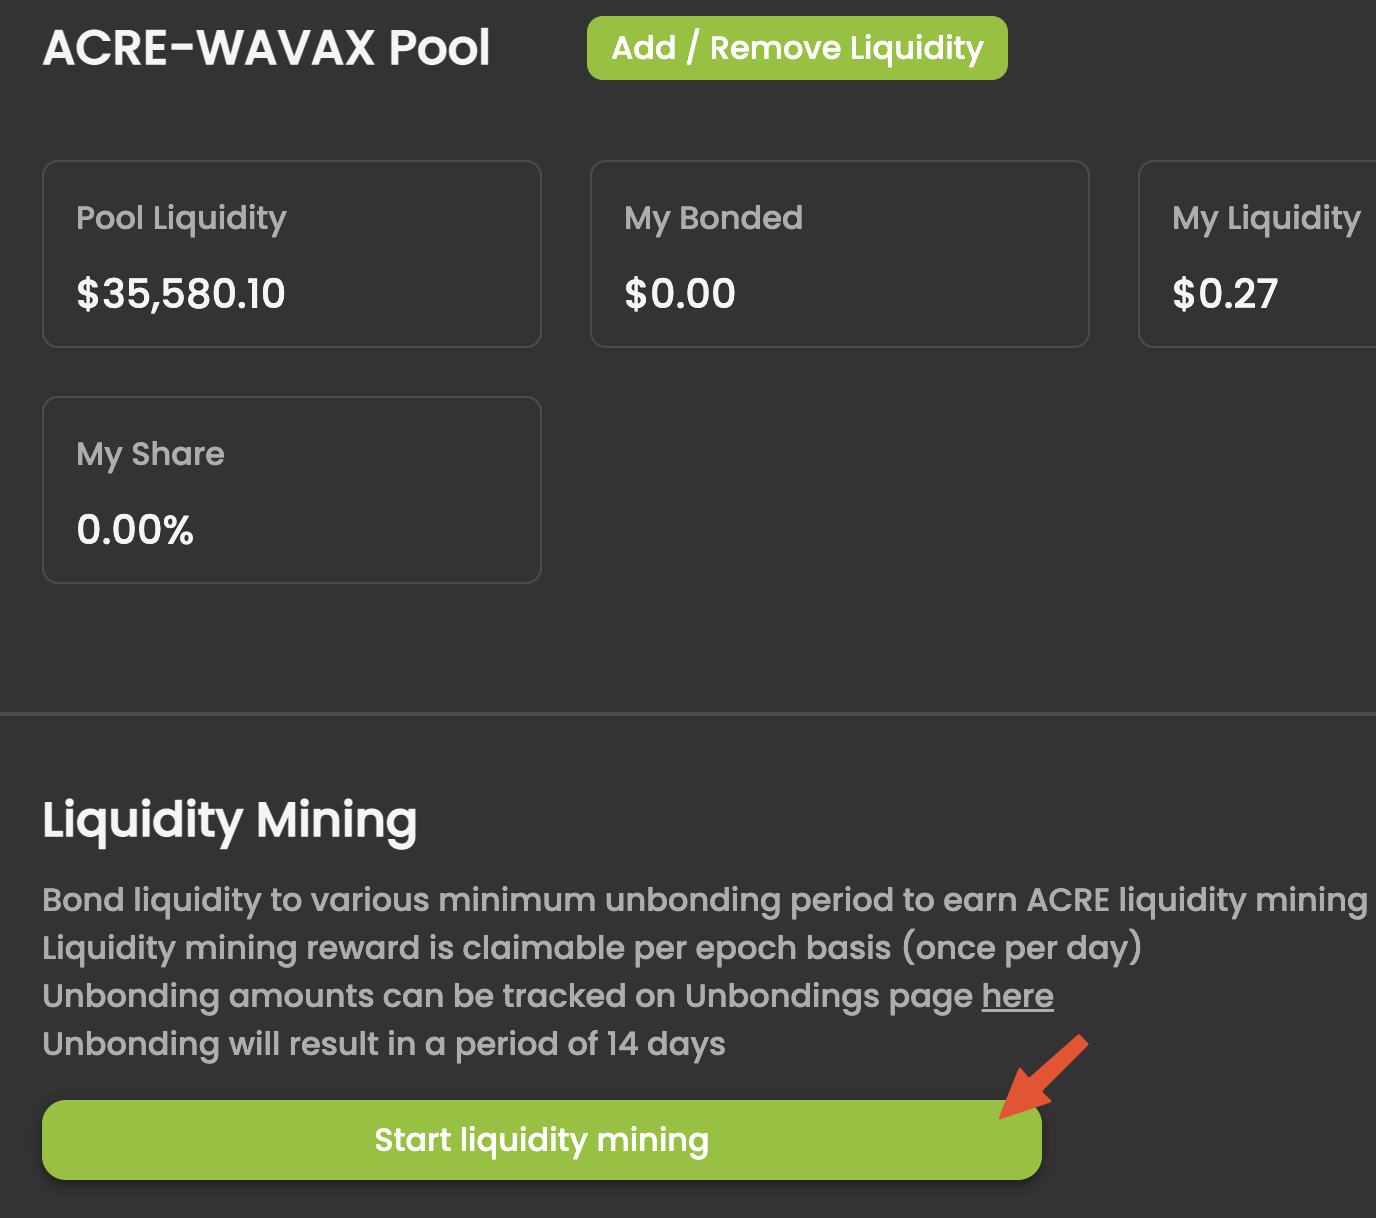 ACRE-WAVAX Pool
Add / Remove Liquidity
Pool Liquidity
$35,580.10
My Bonded
$0.00
My Liquidity
$0.27
My Share
0.00%
Liquidity Mining
Bond liquidity to various minimum unbonding period to earn ACRE liquidity mining
Liquidity mining reward is claimable per epoch basis (once per day)
Unbonding amounts can be tracked on Unbondings page here
Unbonding will result in a period of 14 days
Start liquidity mining